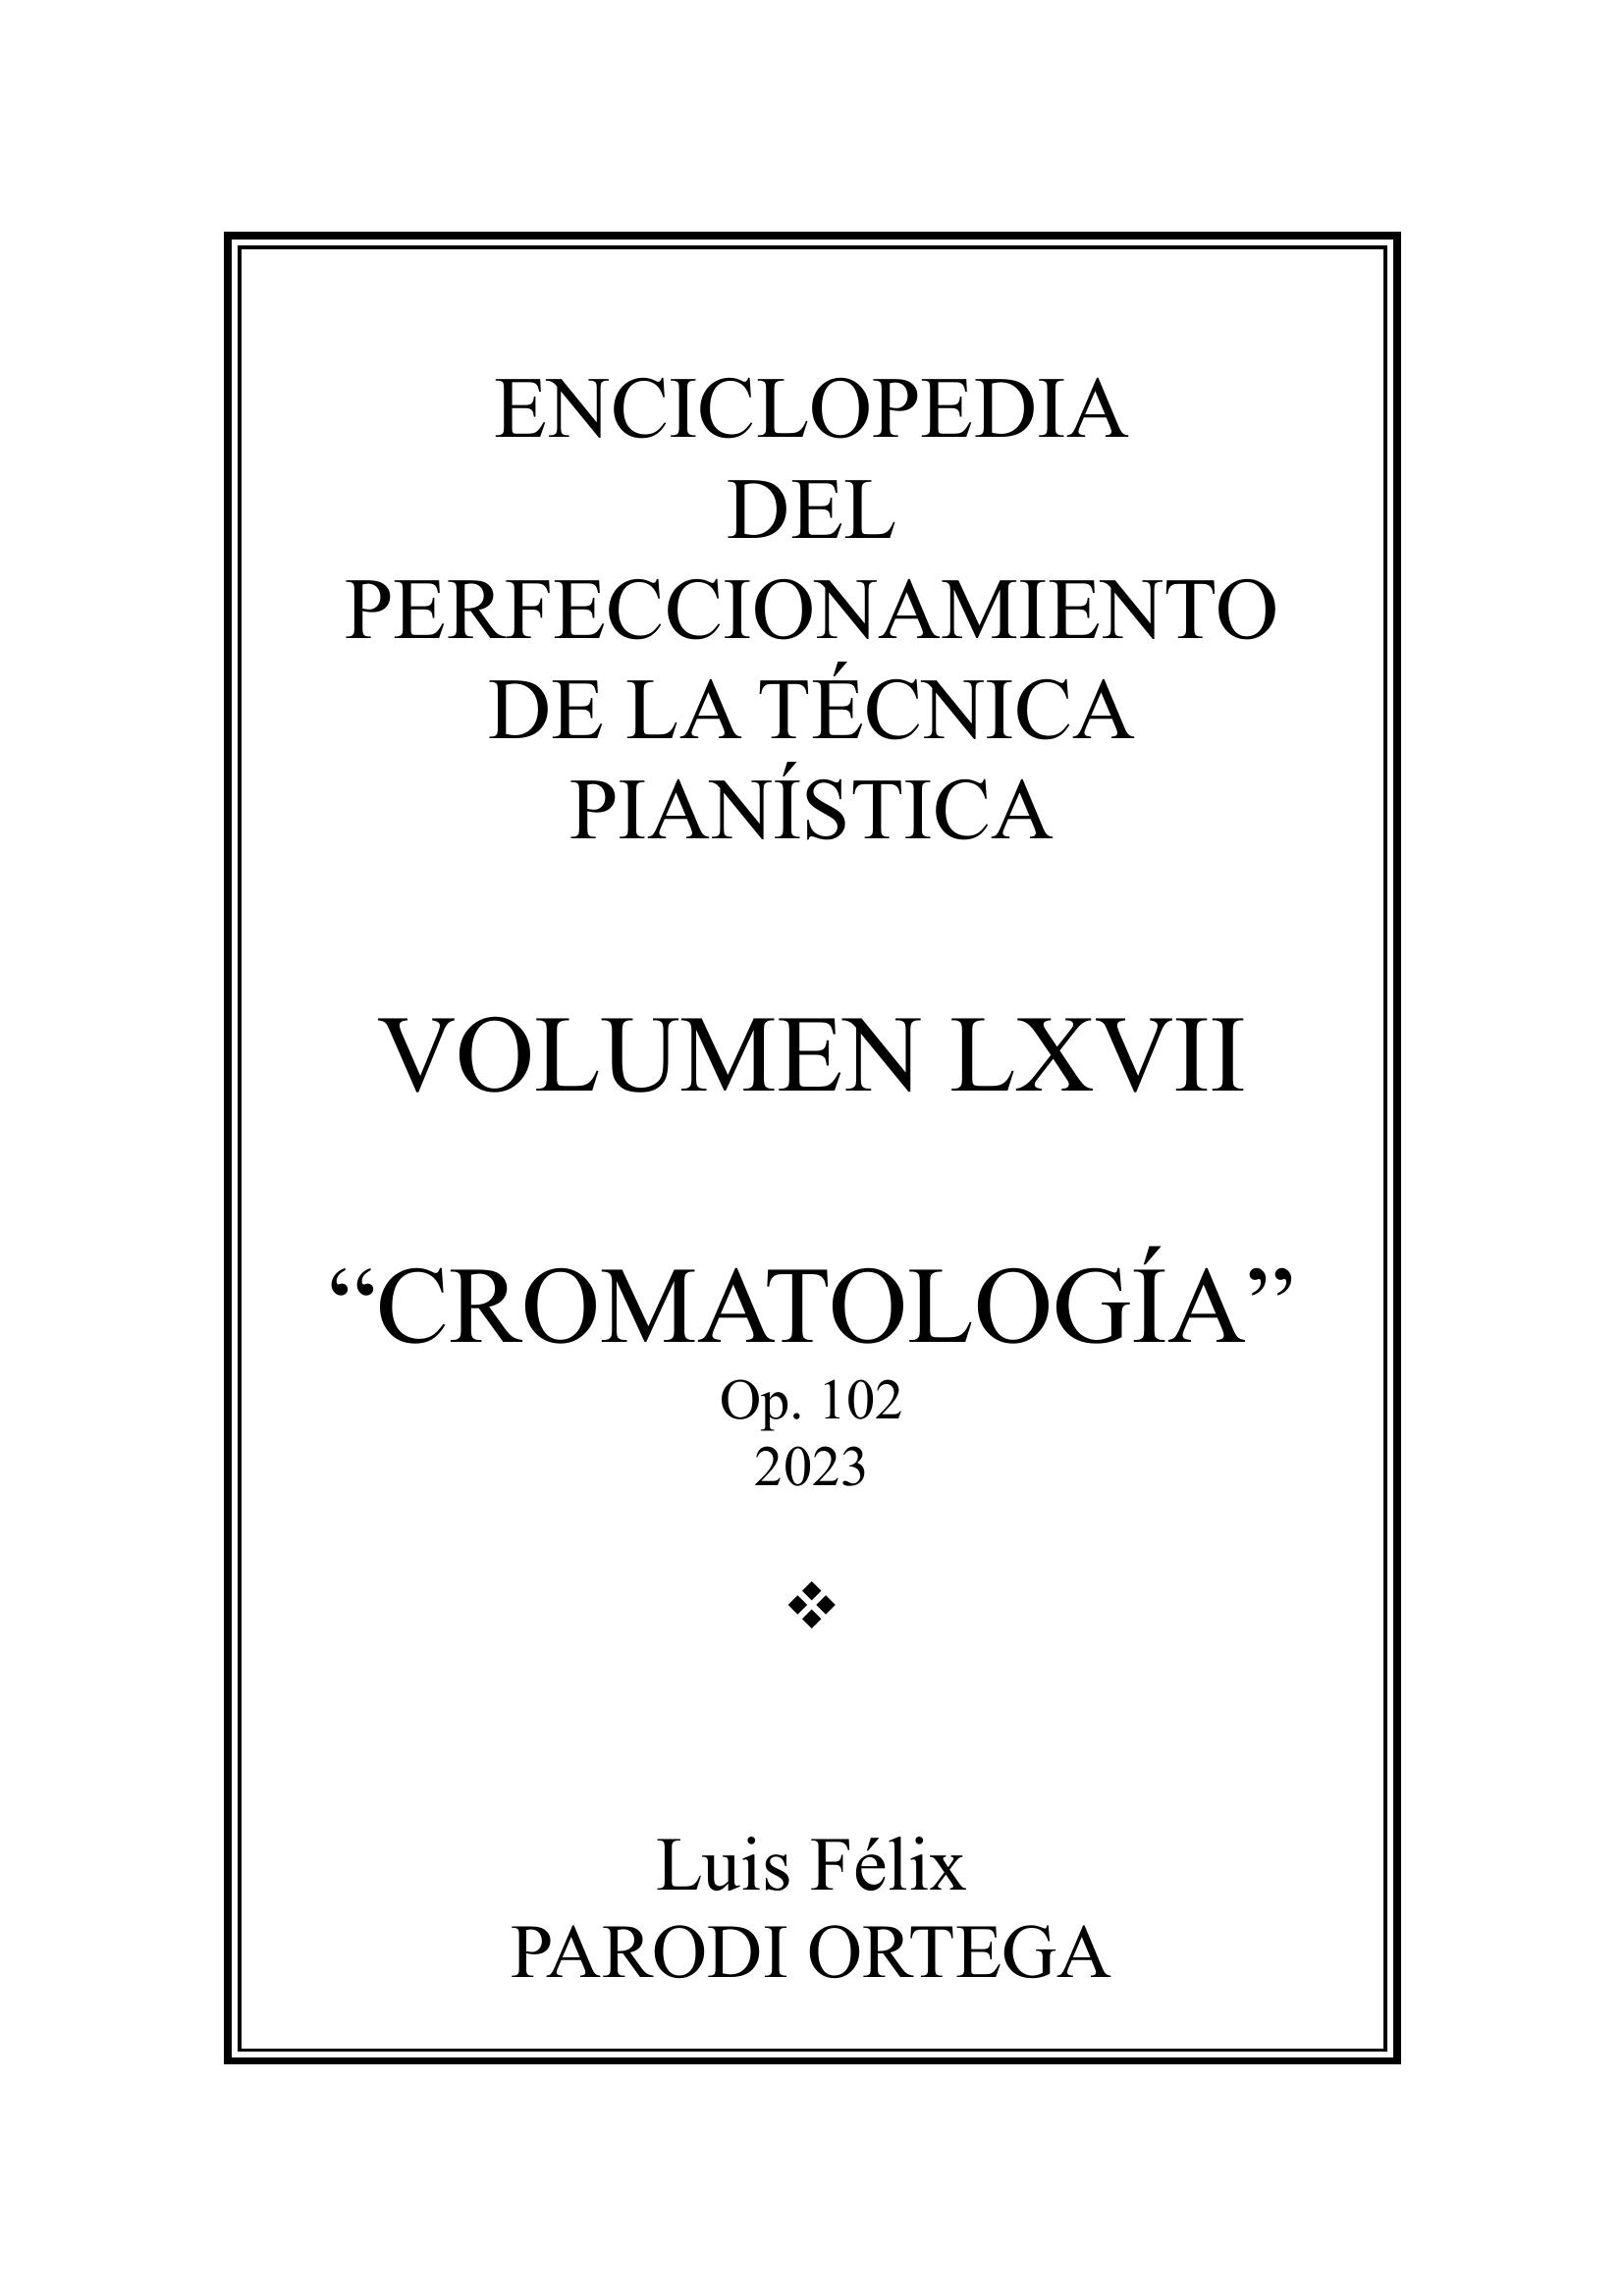 ENCICLOPEDIA
DEL
PERFECCIONAMIENTO
DE LA TÉCNICA
PIANÍSTICA
VOLUMEN LXVII
“CROMATOLOGÍA”
Op. 102
2023
Luis Félix
PARODI ORTEGA